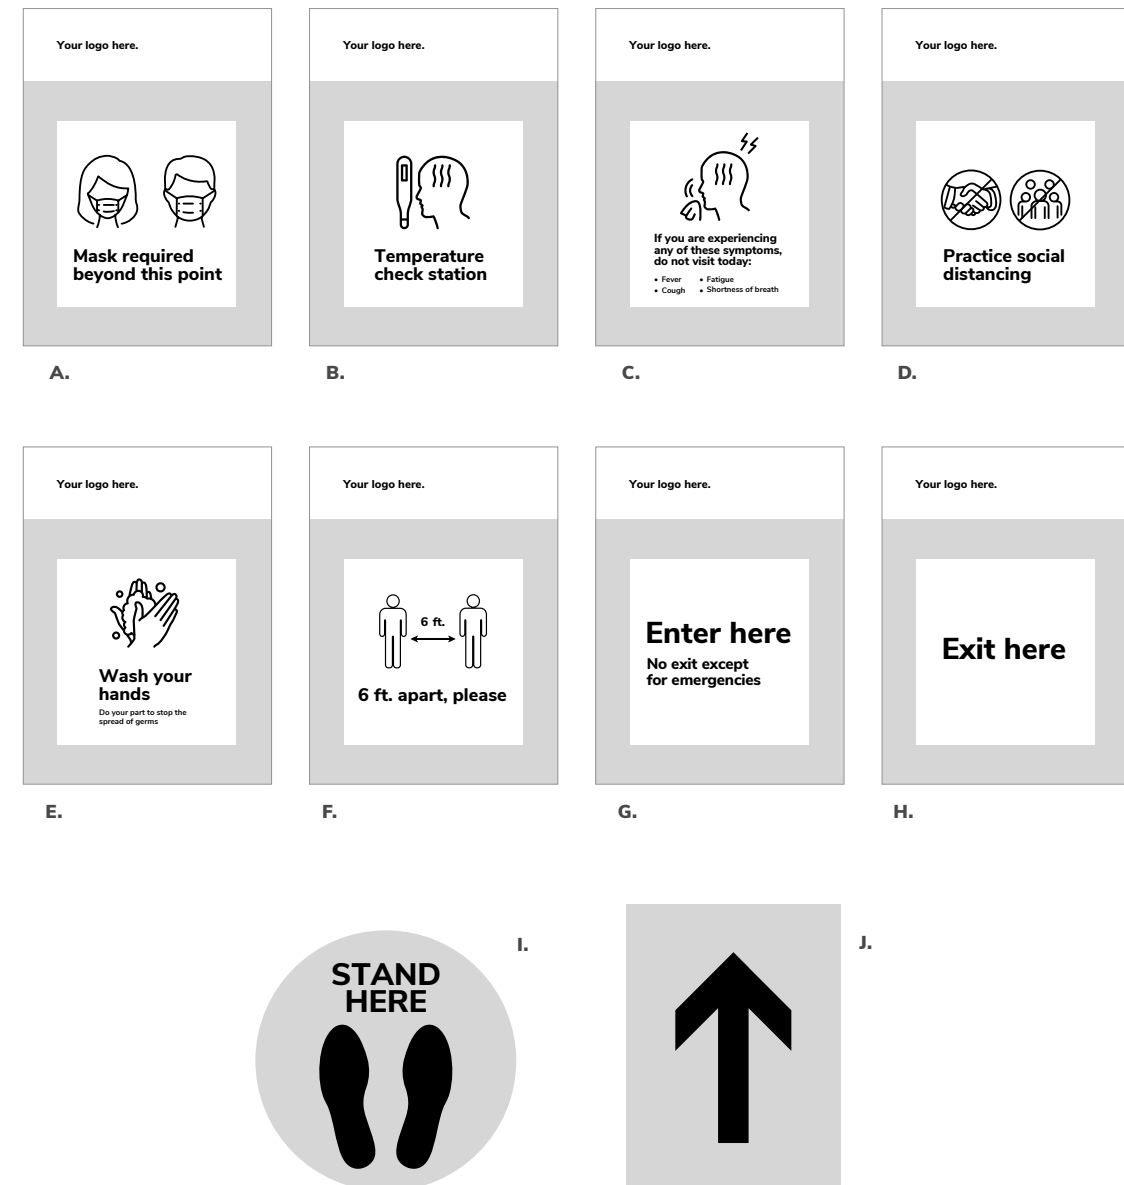 Your logo here.
Your logo here.
Your logo here.
Your logo here.
Mask required
beyond this point
Temperature
check station
If you are experiencing
any of these symptoms,
do not visit today:
• Fever • Fatigue
• Cough • Shortness of breath
Practice social
distancing
A.
B.
C.
D.
Your logo here.
Your logo here.
Your logo here.
Your logo here.
Wash your
hands
Do your part to stop the
spread of germs
6 ft.
6 ft. apart, please
Enter here
No exit except
for emergencies
Exit here
E.
F.
G.
H.
STAND
HERE
I.
J.